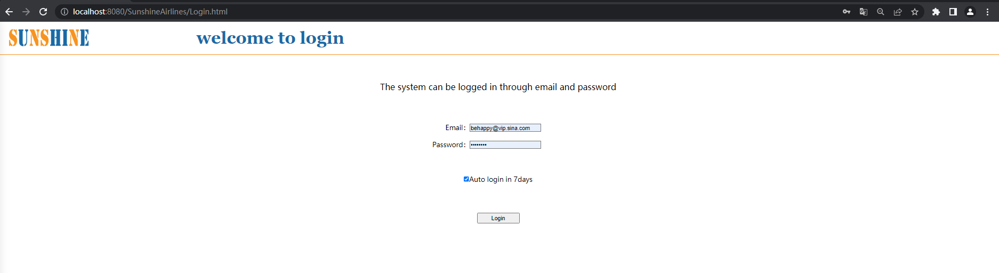 localhost:8080/SunshineAirlines/Login.html
SUNSHINE
welcome to login
The system can be logged in through email and password
Email: behappy@vip.sina.com
Password: ••••••••
Auto login in 7days
Login